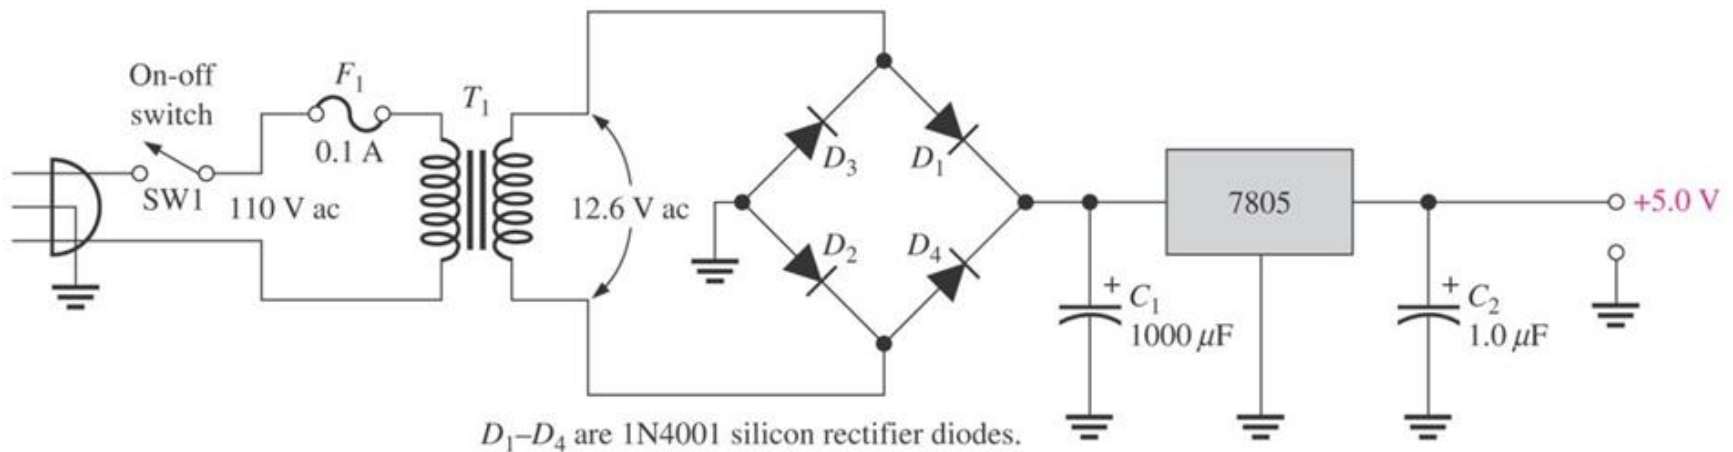 On-off
switch
SW1
F₁
0.1 A
110 V ac
T₁
12.6 V ac
D₃
D₁
D₂
D₄
7805
+5.0 V
+ C₁
1000 μF
+ C₂
1.0 μF
D₁–D₄ are 1N4001 silicon rectifier diodes.